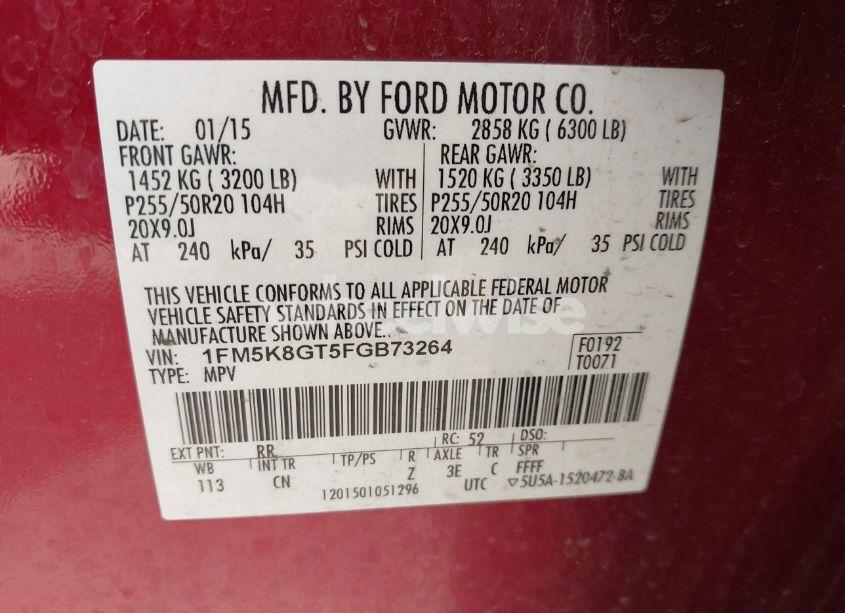 MFD. BY FORD MOTOR CO.
DATE: 01/15 GVWR: 2858 KG ( 6300 LB)
FRONT GAWR: REAR GAWR:
1452 KG ( 3200 LB) WITH 1520 KG ( 3350 LB) WITH
P255/50R20 104H TIRES P255/50R20 104H TIRES
20X9.0J RIMS 20X9.0J RIMS
AT 240 kPa/ 35 PSI COLD AT 240 kPa/ 35 PSI COLD
THIS VEHICLE CONFORMS TO ALL APPLICABLE FEDERAL MOTOR
VEHICLE SAFETY STANDARDS IN EFFECT ON THE DATE OF
MANUFACTURE SHOWN ABOVE.
VIN: 1FM5K8GT5FGB73264 F0192
TYPE: MPV T0071
EXT PNT: RR RC: 52 DSO:
WB INT TR TP/PS R AXLE TR SPR
113 CN Z 3E C FFFF
1201501051296 UTC ▽5U5A-1520472-BA